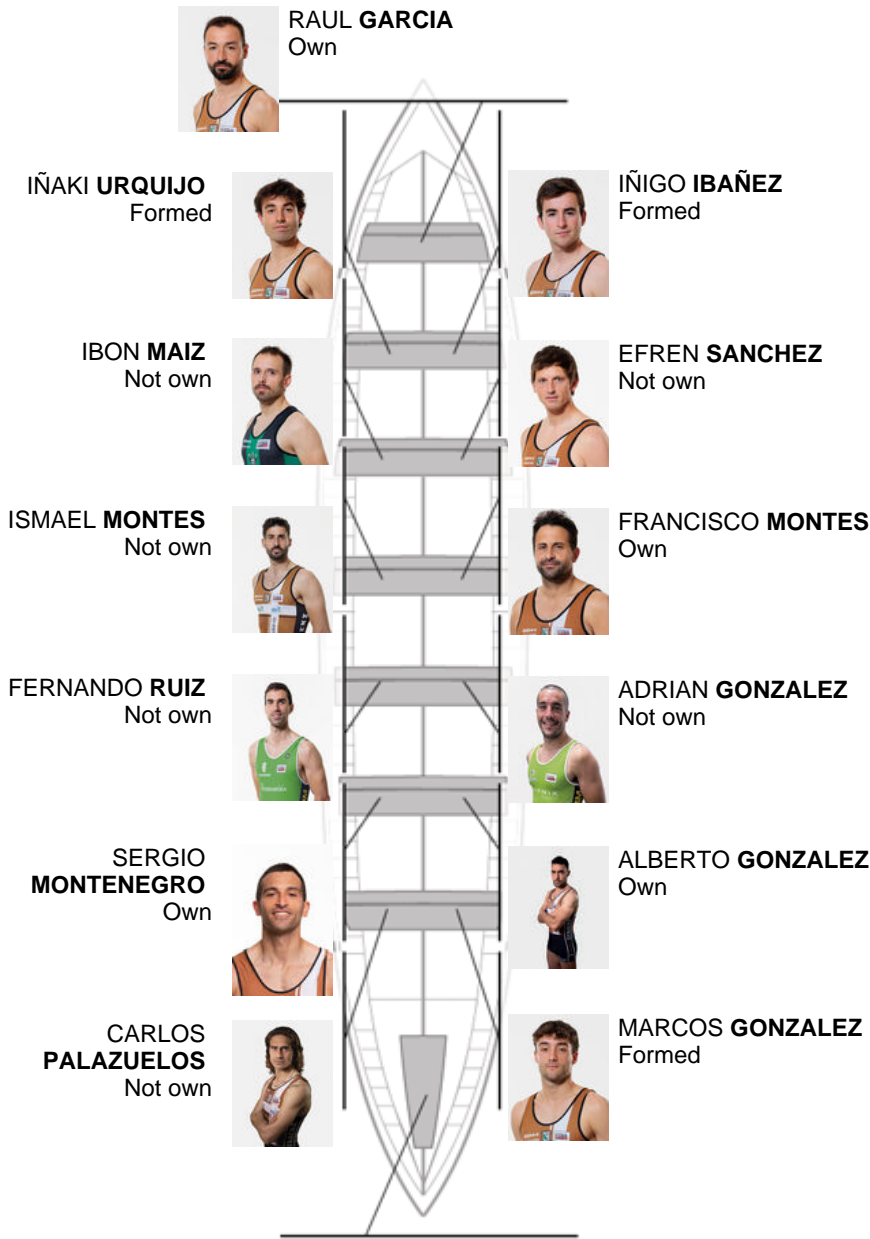 RAUL GARCIA
Own
IÑAKI URQUIJO
Formed
IÑIGO IBAÑEZ
Formed
IBON MAIZ
Not own
EFREN SANCHEZ
Not own
ISMAEL MONTES
Not own
FRANCISCO MONTES
Own
FERNANDO RUIZ
Not own
ADRIAN GONZALEZ
Not own
SERGIO
MONTENEGRO
Own
ALBERTO GONZALEZ
Own
CARLOS
PALAZUELOS
Not own
MARCOS GONZALEZ
Formed